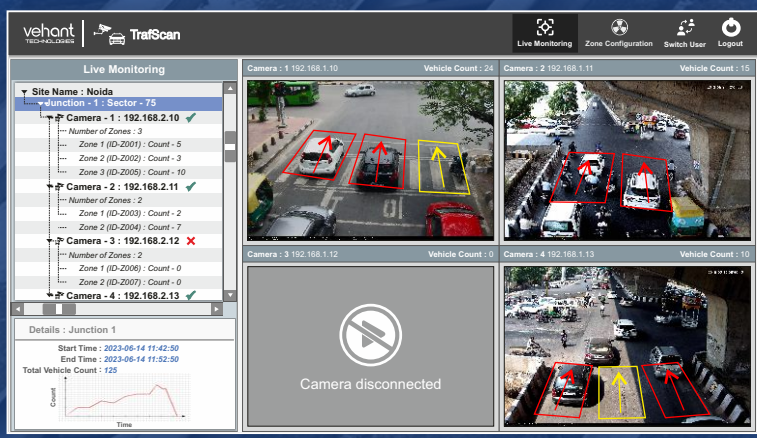 vehant
TECHNOLOGIES
TrafScan
Live Monitoring
Zone Configuration
Switch User
Logout
Live Monitoring
Site Name : Noida
Junction - 1 : Sector - 75
Camera - 1 : 192.168.2.10
Number of Zones : 3
Zone 1 (ID-Z001) : Count - 5
Zone 2 (ID-Z002) : Count - 3
Zone 3 (ID-Z005) : Count - 10
Camera - 2 : 192.168.2.11
Number of Zones : 2
Zone 1 (ID-Z003) : Count - 2
Zone 2 (ID-Z004) : Count - 7
Camera - 3 : 192.168.2.12
Number of Zones : 2
Zone 1 (ID-Z006) : Count - 0
Zone 2 (ID-Z007) : Count - 0
Camera - 4 : 192.168.2.13
Details : Junction 1
Start Time : 2023-06-14 11:42:50
End Time : 2023-06-14 11:52:50
Total Vehicle Count : 125
Count
Time
Camera : 1 192.168.1.10 Vehicle Count : 24
Camera : 2 192.168.1.11 Vehicle Count : 15
Camera : 3 192.168.1.12 Vehicle Count : 0
Camera disconnected
Camera : 4 192.168.1.13 Vehicle Count : 10